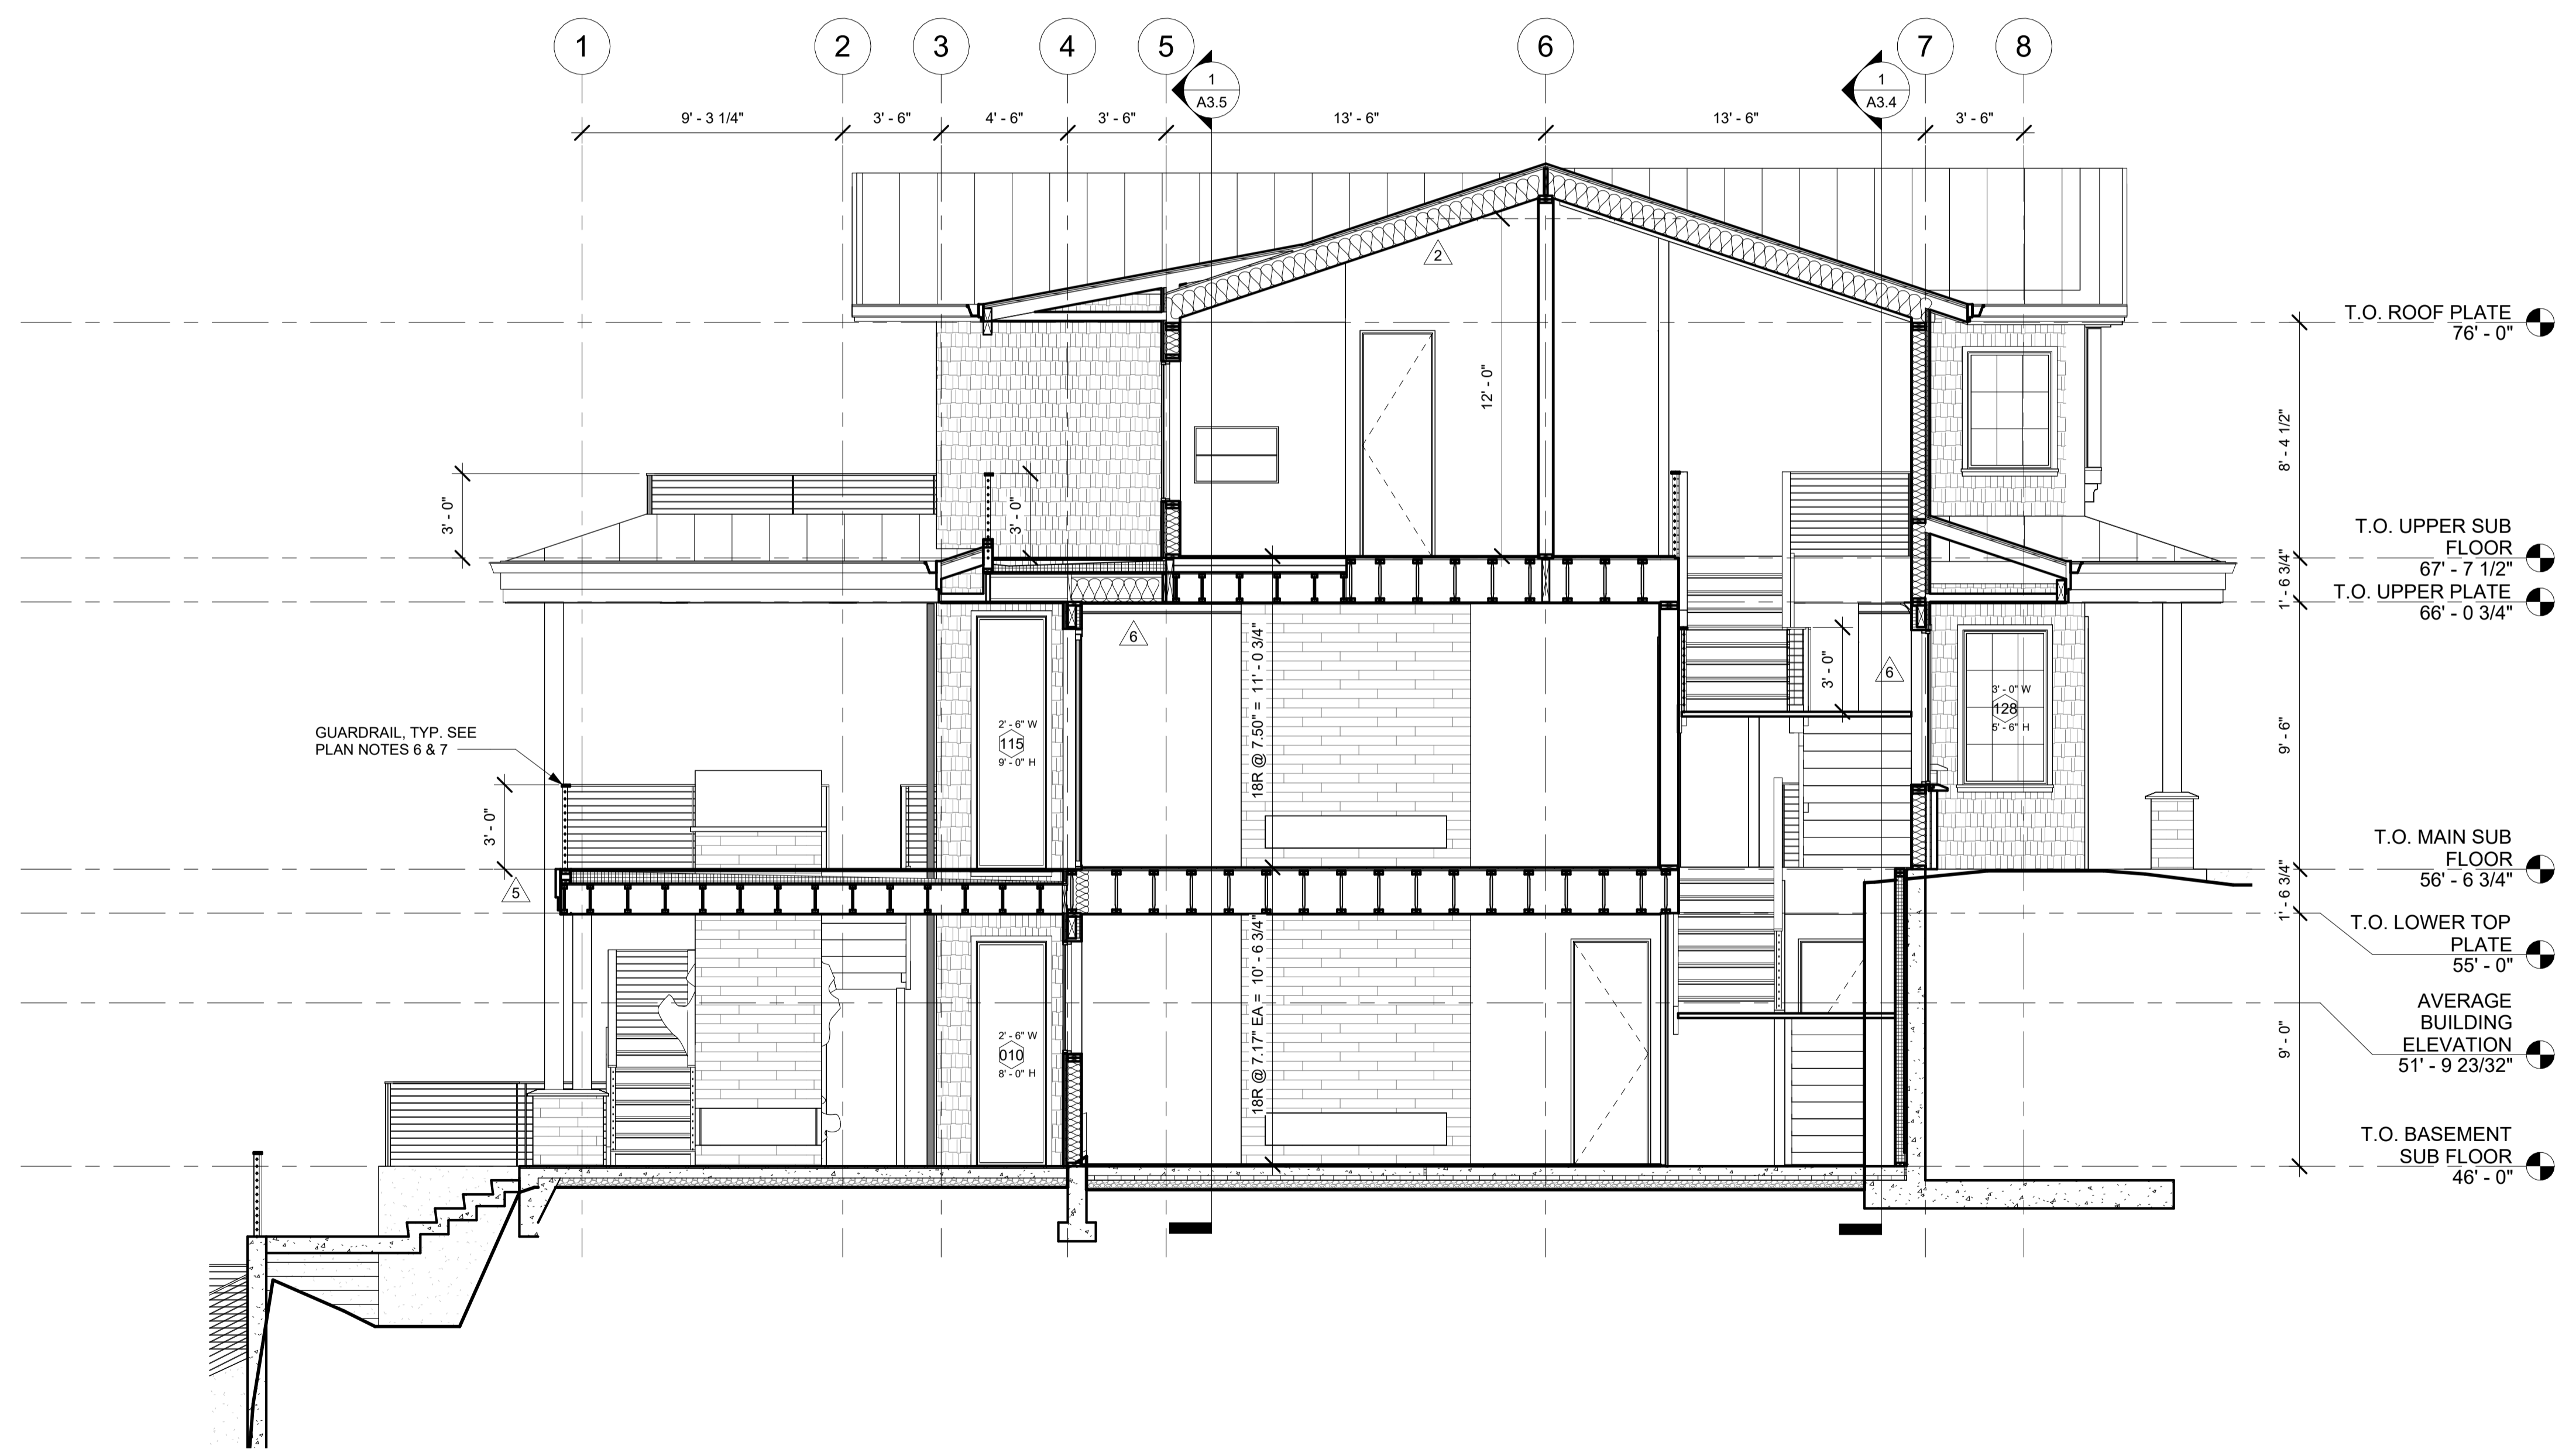 1 2 3 4 5 6 7 8
1
A3.5
1
A3.4
9' - 3 1/4" 3' - 6" 4' - 6" 3' - 6" 13' - 6" 13' - 6" 3' - 6"
2
12' - 0"
T.O. ROOF PLATE
76' - 0"
8' - 4 1/2"
3' - 0"
3' - 0"
T.O. UPPER SUB
FLOOR
67' - 7 1/2"
1' - 6 3/4"
T.O. UPPER PLATE
66' - 0 3/4"
6
18R @ 7.50" = 11' - 0 3/4"
3' - 0"
6
3' - 0" W
128
5' - 6" H
9' - 6"
GUARDRAIL, TYP. SEE
PLAN NOTES 6 & 7
2' - 6" W
115
9' - 0" H
3' - 0"
5
T.O. MAIN SUB
FLOOR
56' - 6 3/4"
1' - 6 3/4"
T.O. LOWER TOP
PLATE
55' - 0"
18R @ 7.17" EA = 10' - 6 3/4"
2' - 6" W
010
8' - 0" H
AVERAGE
BUILDING
ELEVATION
51' - 9 23/32"
9' - 0"
T.O. BASEMENT
SUB FLOOR
46' - 0"